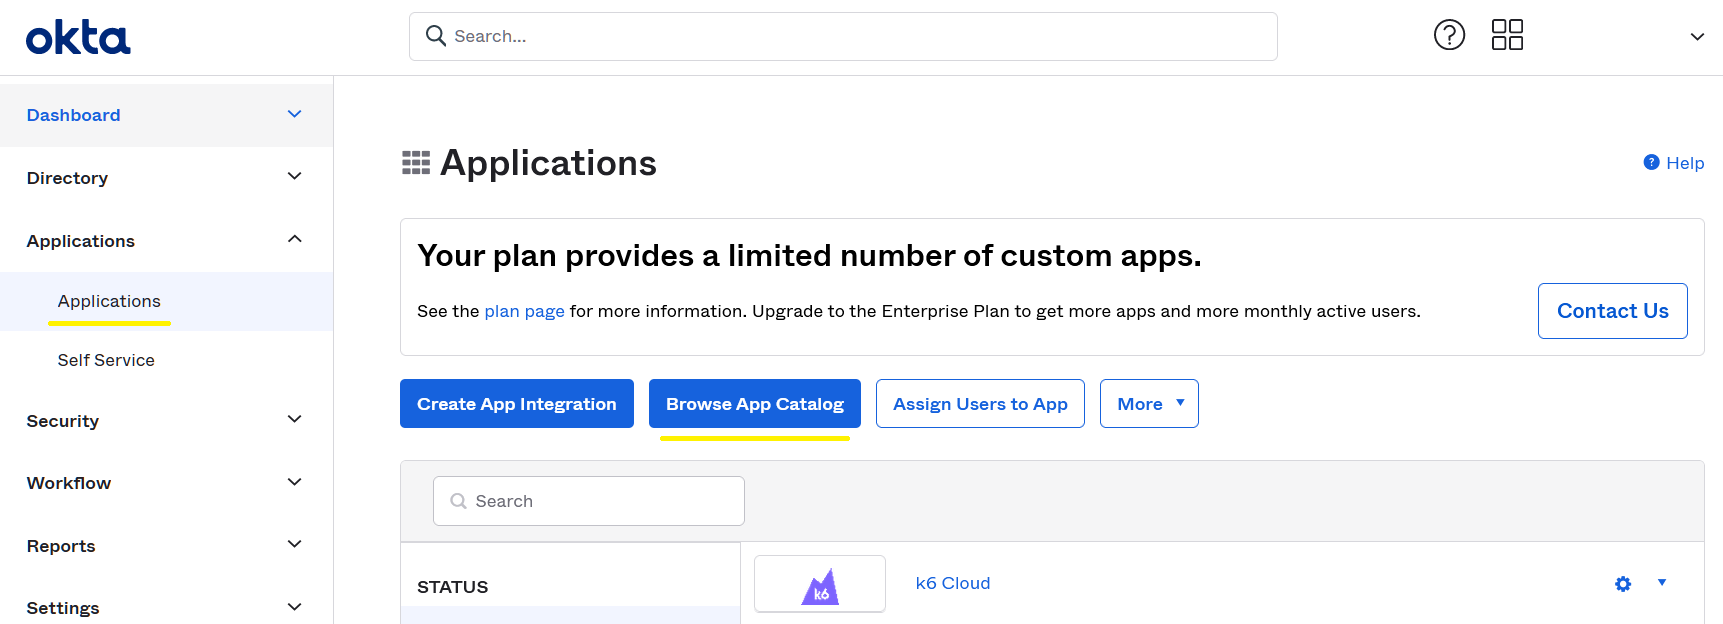 okta
Search...
Dashboard
Directory
Applications
Applications
Self Service
Security
Workflow
Reports
Settings
Applications
Help
Your plan provides a limited number of custom apps.
See the plan page for more information. Upgrade to the Enterprise Plan to get more apps and more monthly active users.
Contact Us
Create App Integration
Browse App Catalog
Assign Users to App
More
Search
STATUS
k6
k6 Cloud